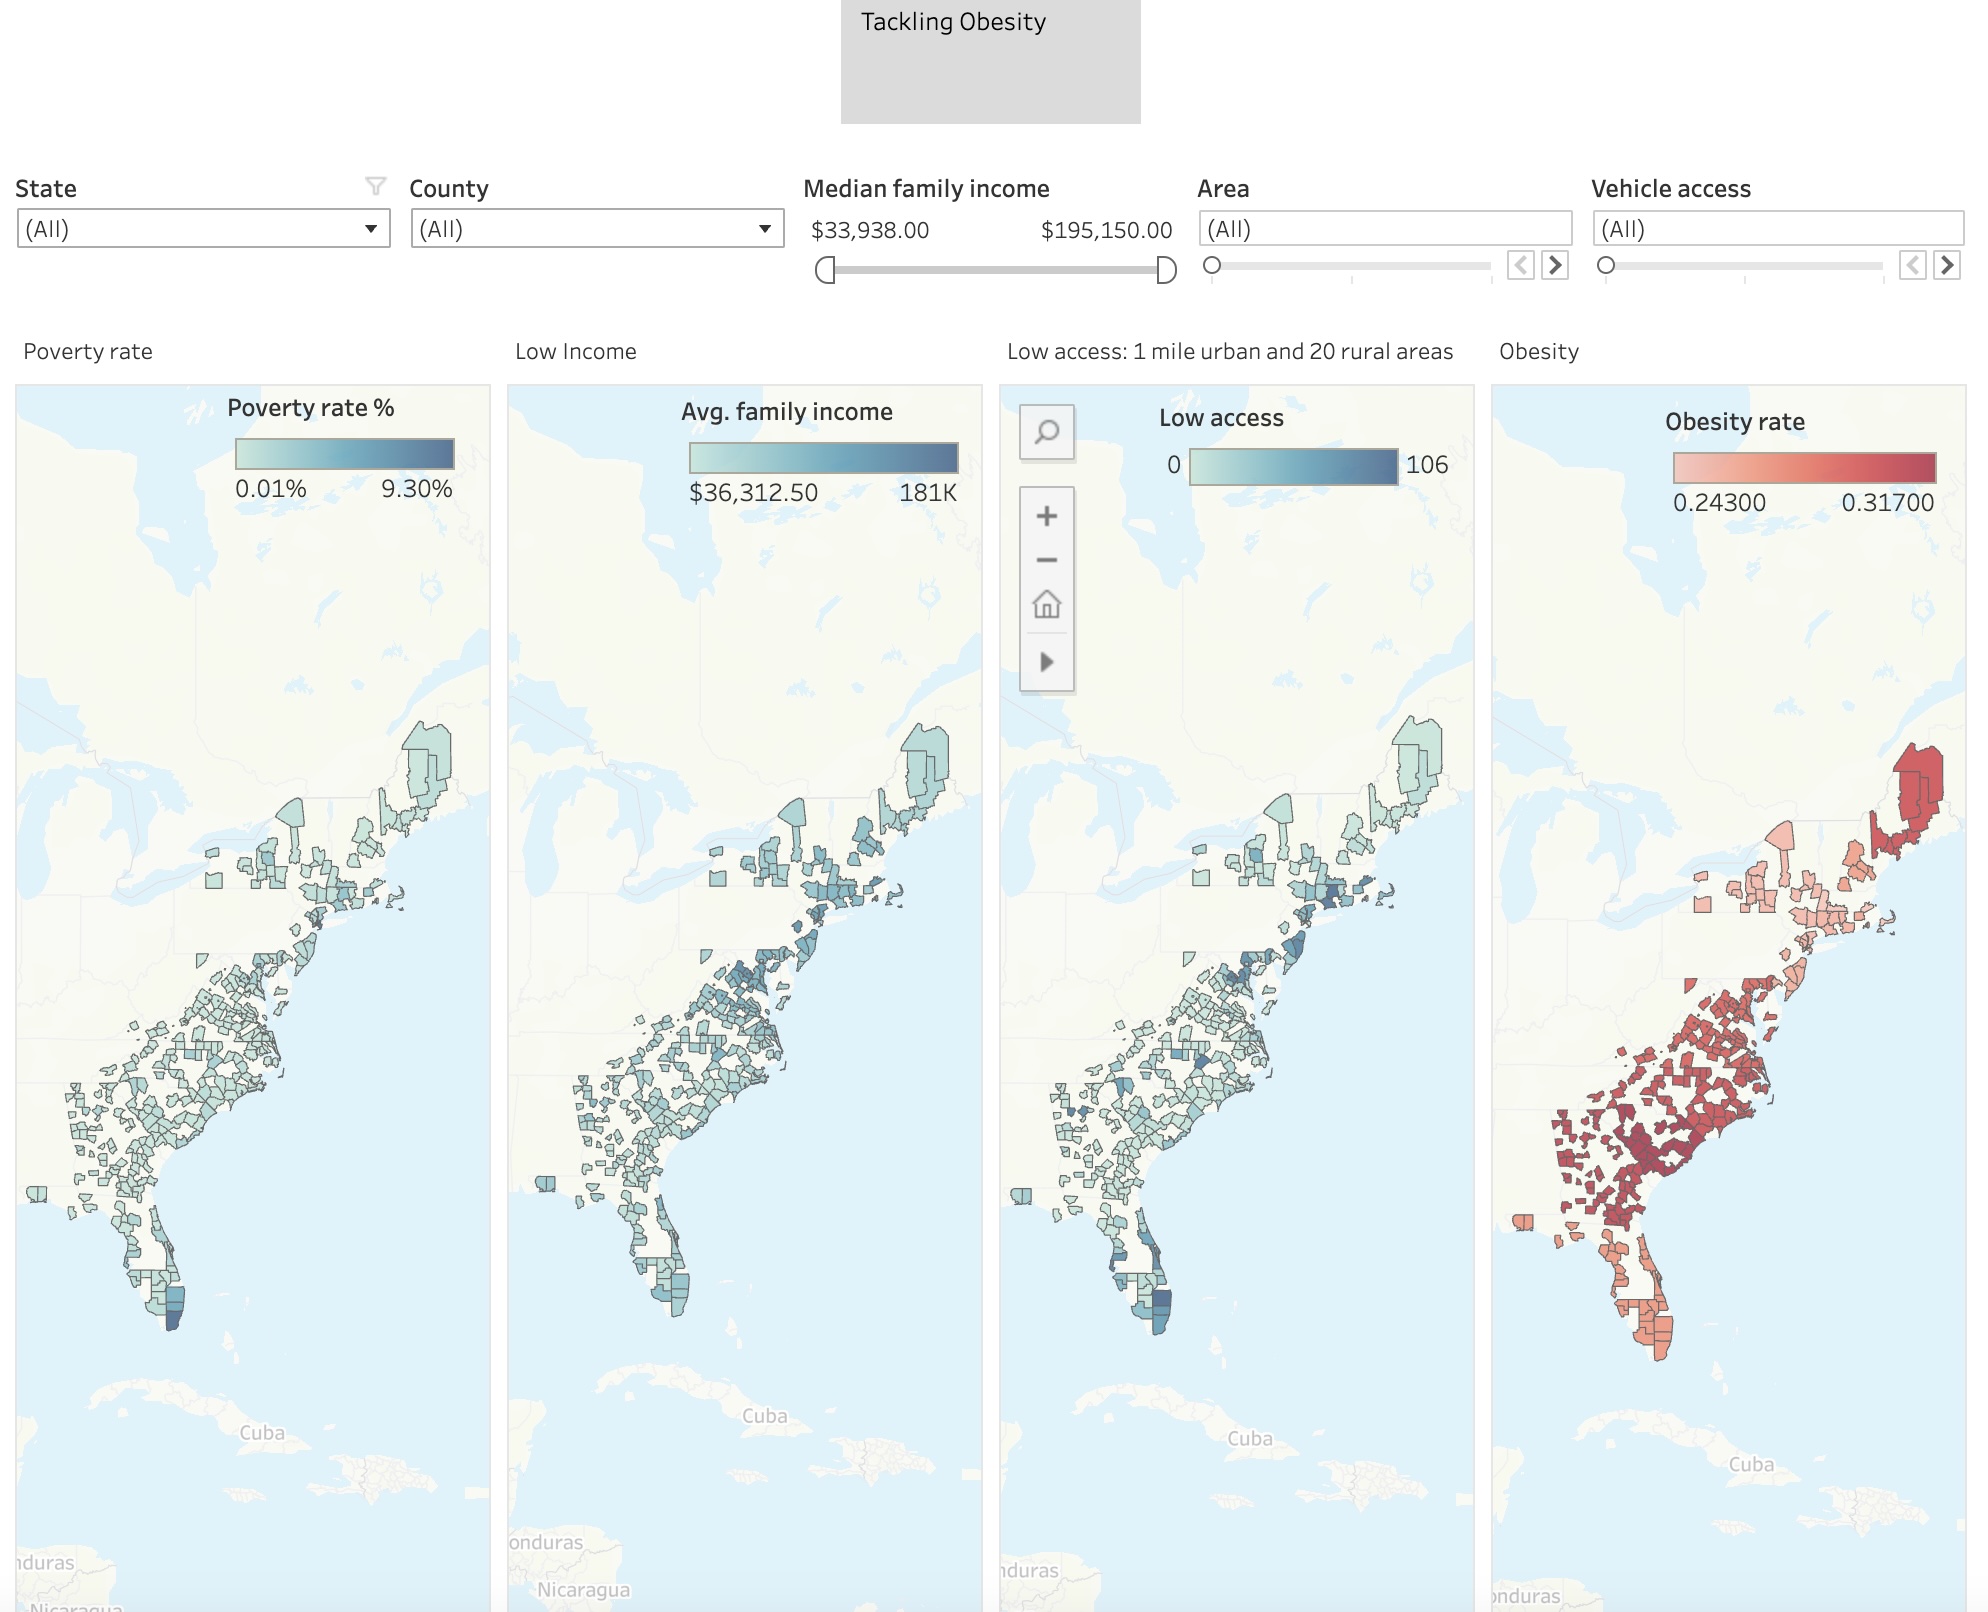 Tackling Obesity
State
County
Median family income
Area
Vehicle access
(All)
(All)
$33,938.00
$195,150.00
(All)
(All)
Poverty rate
Low Income
Low access: 1 mile urban and 20 rural areas
Obesity
Poverty rate %
0.01%
9.30%
Avg. family income
$36,312.50
181K
Low access
0
106
Obesity rate
0.24300
0.31700
Cuba
Cuba
Cuba
Cuba
nduras
Nicaragua
onduras
Nicaragua
nduras
onduras